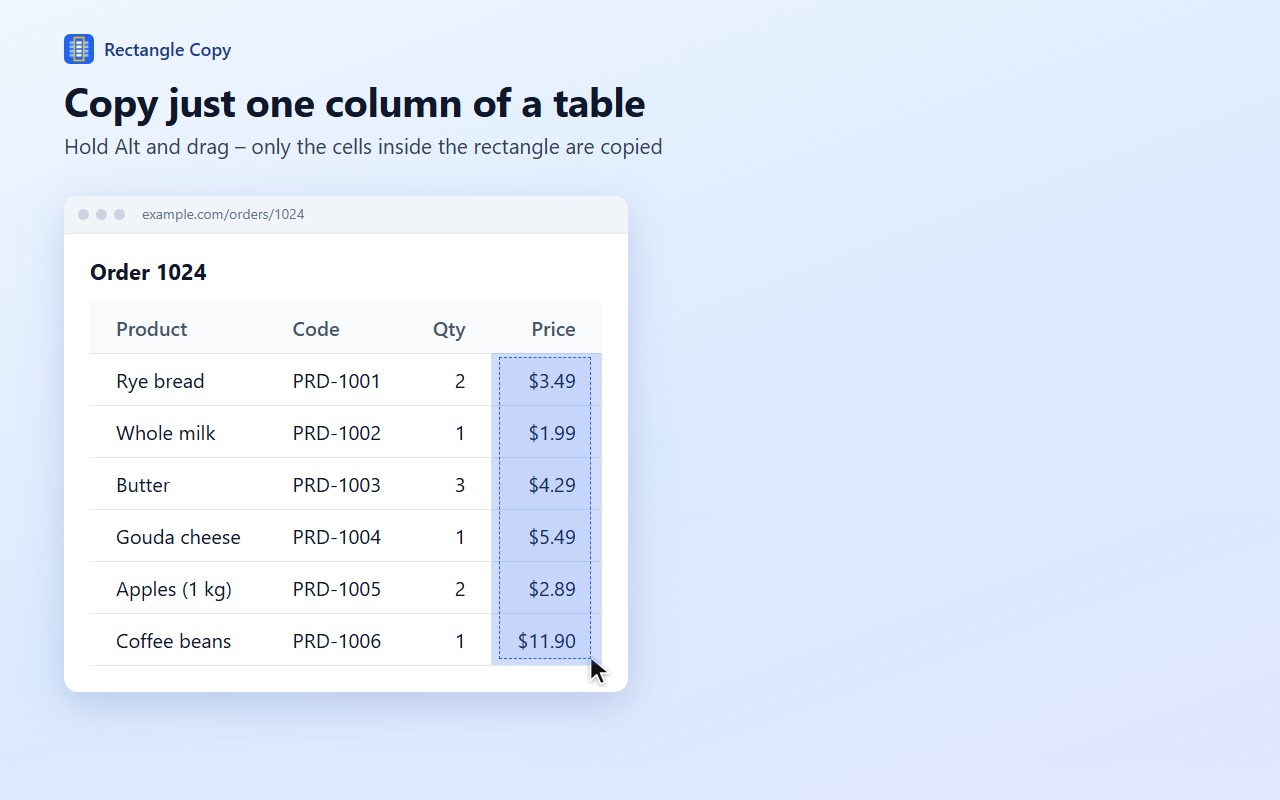 Rectangle Copy
Copy just one column of a table
Hold Alt and drag – only the cells inside the rectangle are copied
example.com/orders/1024
Order 1024
Product Code Qty Price
Rye bread PRD-1001 2 $3.49
Whole milk PRD-1002 1 $1.99
Butter PRD-1003 3 $4.29
Gouda cheese PRD-1004 1 $5.49
Apples (1 kg) PRD-1005 2 $2.89
Coffee beans PRD-1006 1 $11.90